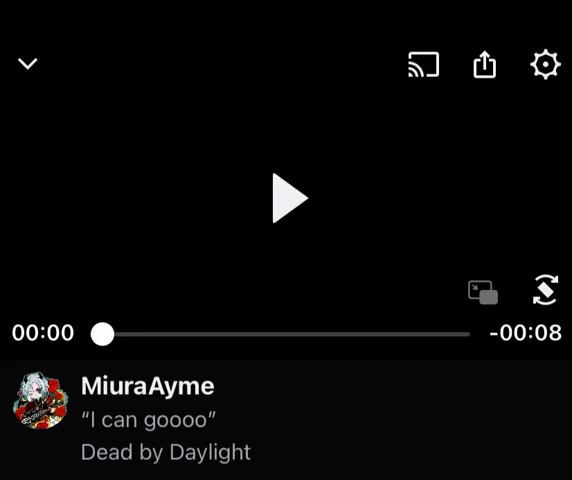 00:00
-00:08
MiuraAyme
“I can goooo”
Dead by Daylight